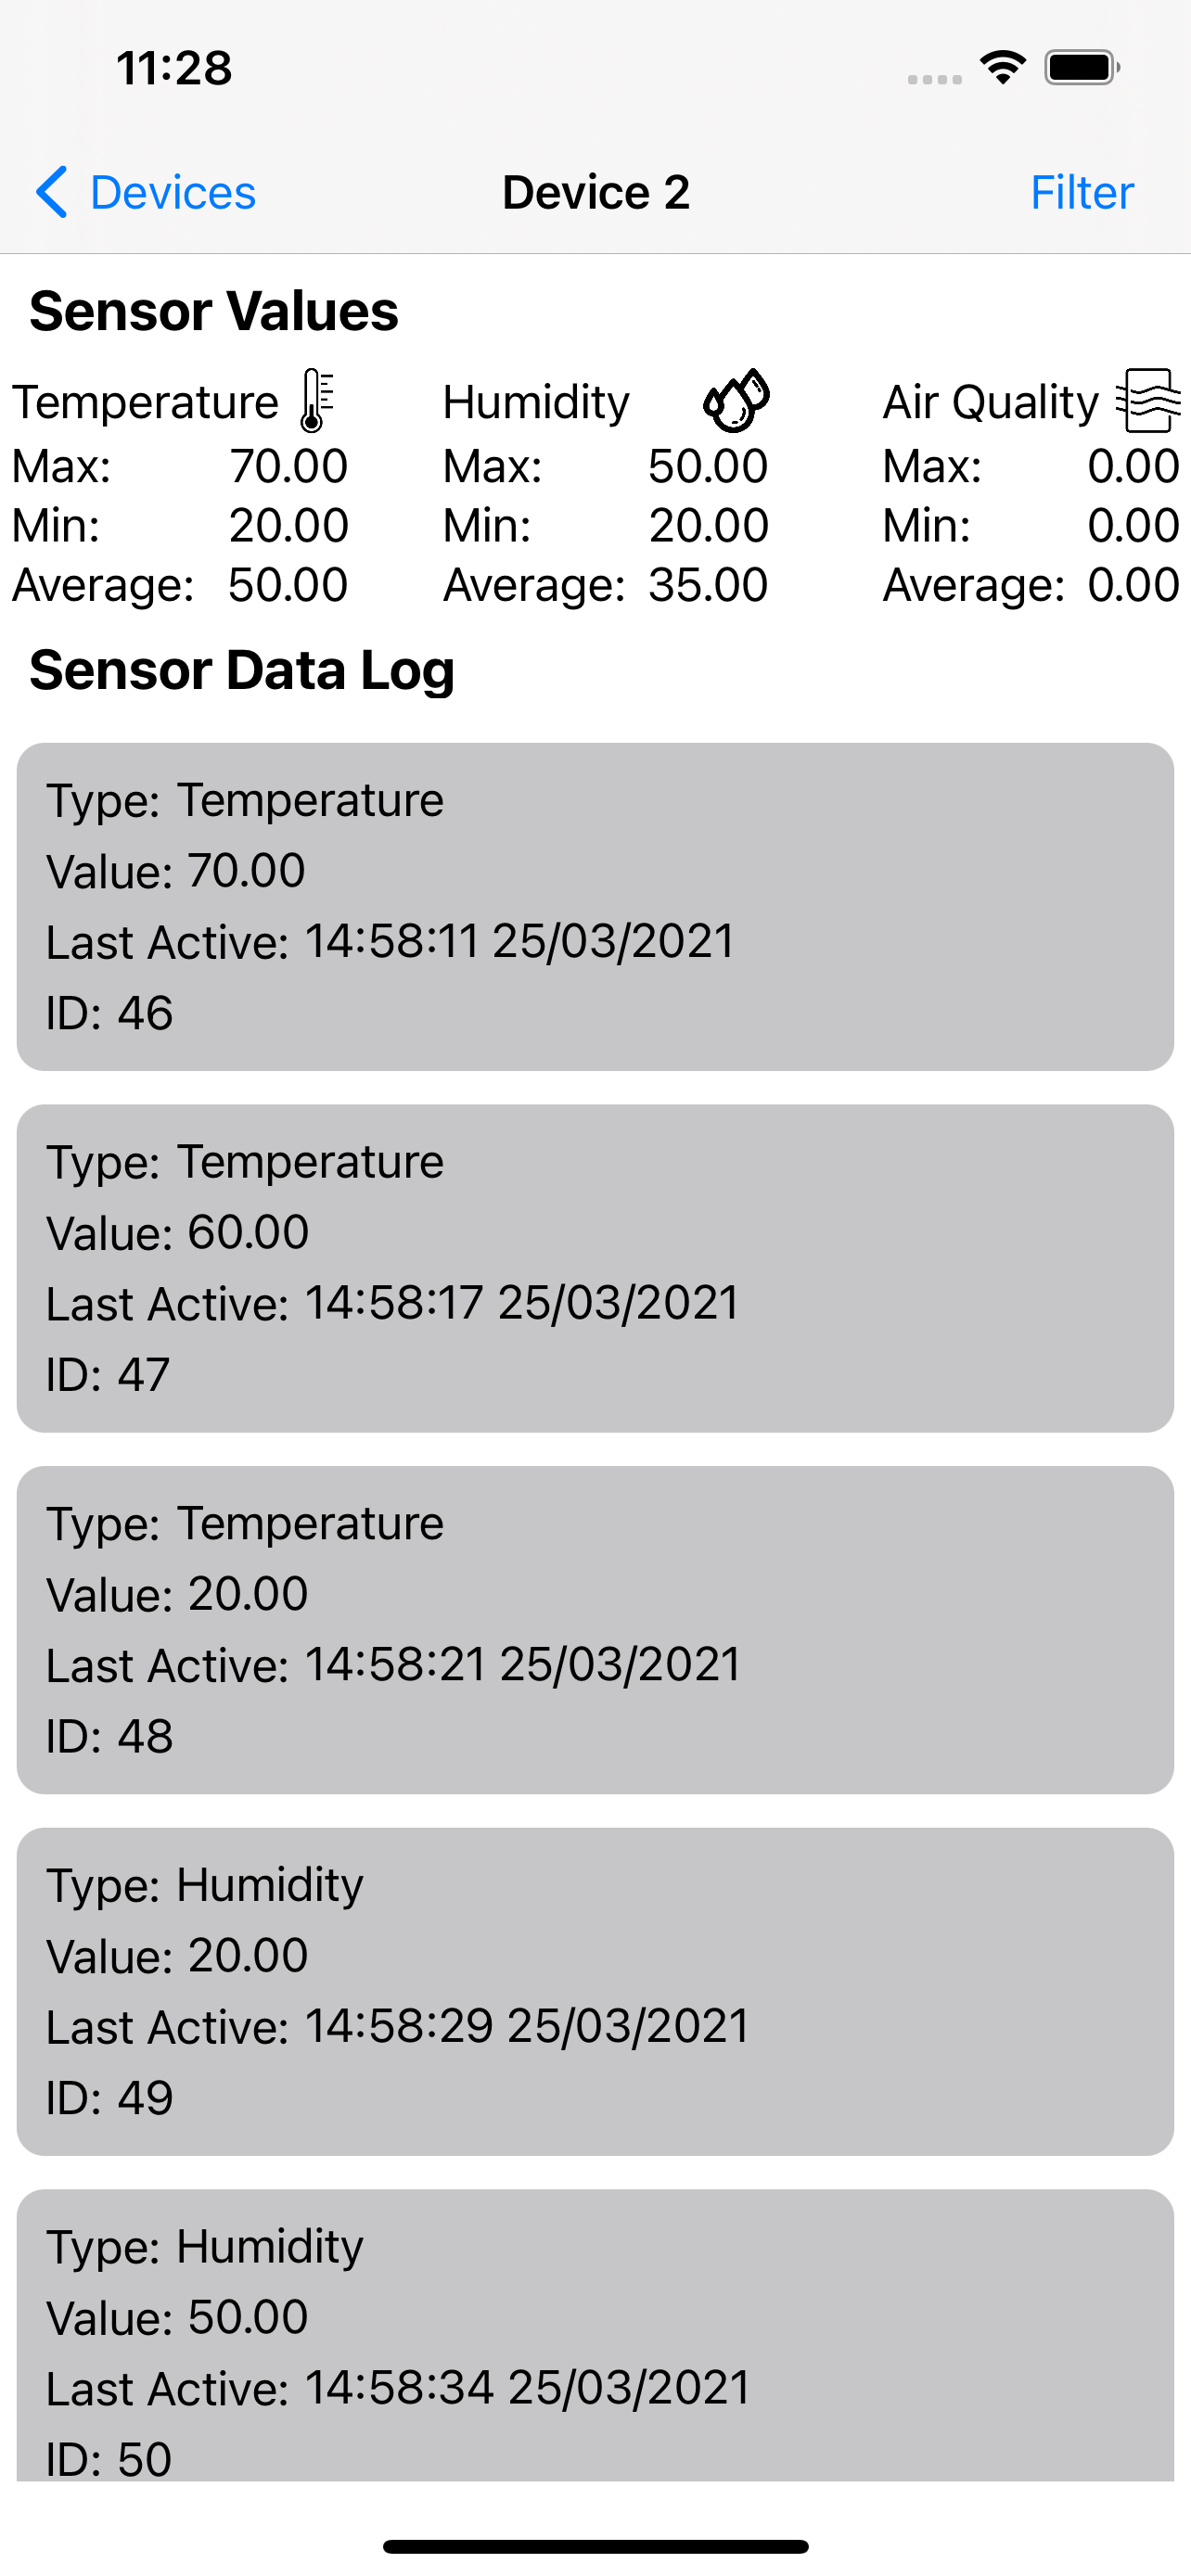 11:28
Devices Device 2 Filter
Sensor Values
Temperature Humidity Air Quality
Max: 70.00 Max: 50.00 Max: 0.00
Min: 20.00 Min: 20.00 Min: 0.00
Average: 50.00 Average: 35.00 Average: 0.00
Sensor Data Log
Type: Temperature
Value: 70.00
Last Active: 14:58:11 25/03/2021
ID: 46
Type: Temperature
Value: 60.00
Last Active: 14:58:17 25/03/2021
ID: 47
Type: Temperature
Value: 20.00
Last Active: 14:58:21 25/03/2021
ID: 48
Type: Humidity
Value: 20.00
Last Active: 14:58:29 25/03/2021
ID: 49
Type: Humidity
Value: 50.00
Last Active: 14:58:34 25/03/2021
ID: 50